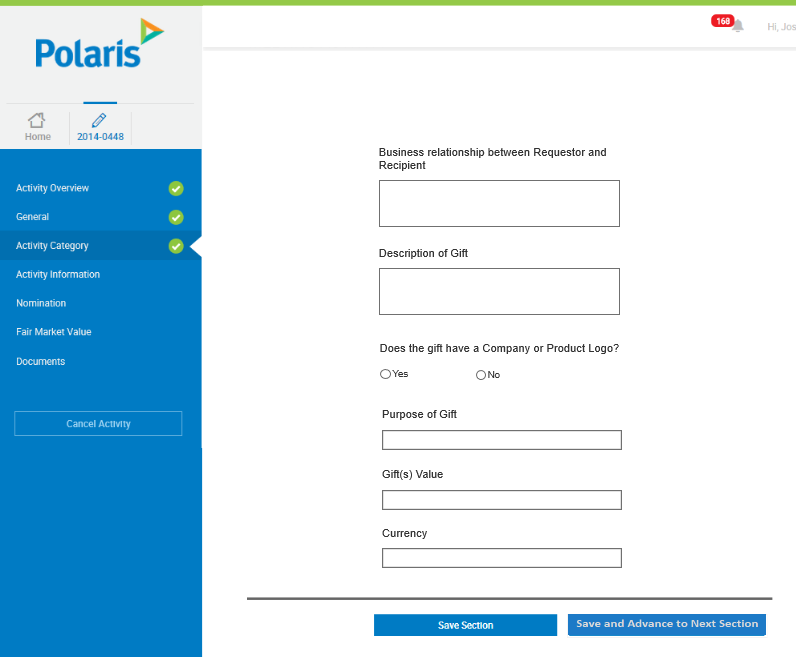 Polaris
168
Hi, Jos
Home
2014-0448
Activity Overview
General
Activity Category
Activity Information
Nomination
Fair Market Value
Documents
Cancel Activity
Business relationship between Requestor and
Recipient
Description of Gift
Does the gift have a Company or Product Logo?
Yes
No
Purpose of Gift
Gift(s) Value
Currency
Save Section
Save and Advance to Next Section